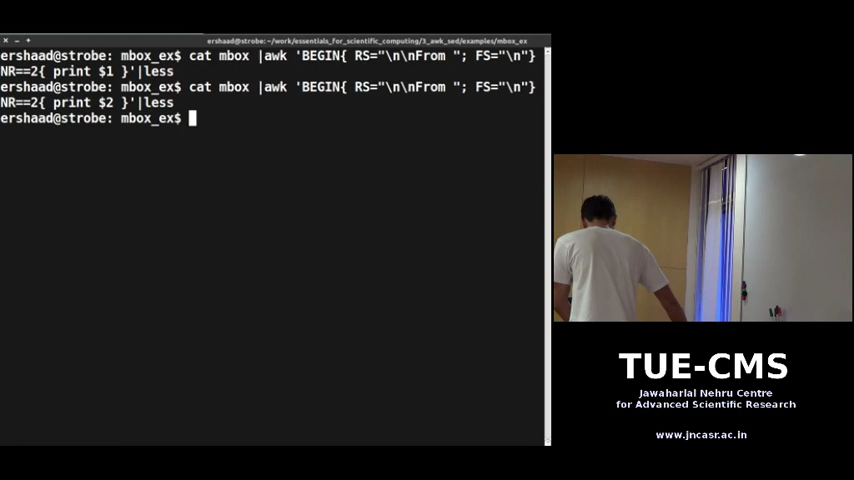 ershaad@strobe: ~/work/essentials_for_scientific_computing/3_awk_sed/examples/mbox_ex
ershaad@strobe: mbox_ex$ cat mbox |awk 'BEGIN{ RS="\n\nFrom "; FS="\n"}
NR==2{ print $1 }'|less
ershaad@strobe: mbox_ex$ cat mbox |awk 'BEGIN{ RS="\n\nFrom "; FS="\n"}
NR==2{ print $2 }'|less
ershaad@strobe: mbox_ex$
TUE-CMS
Jawaharlal Nehru Centre
for Advanced Scientific Research
www.jncasr.ac.in